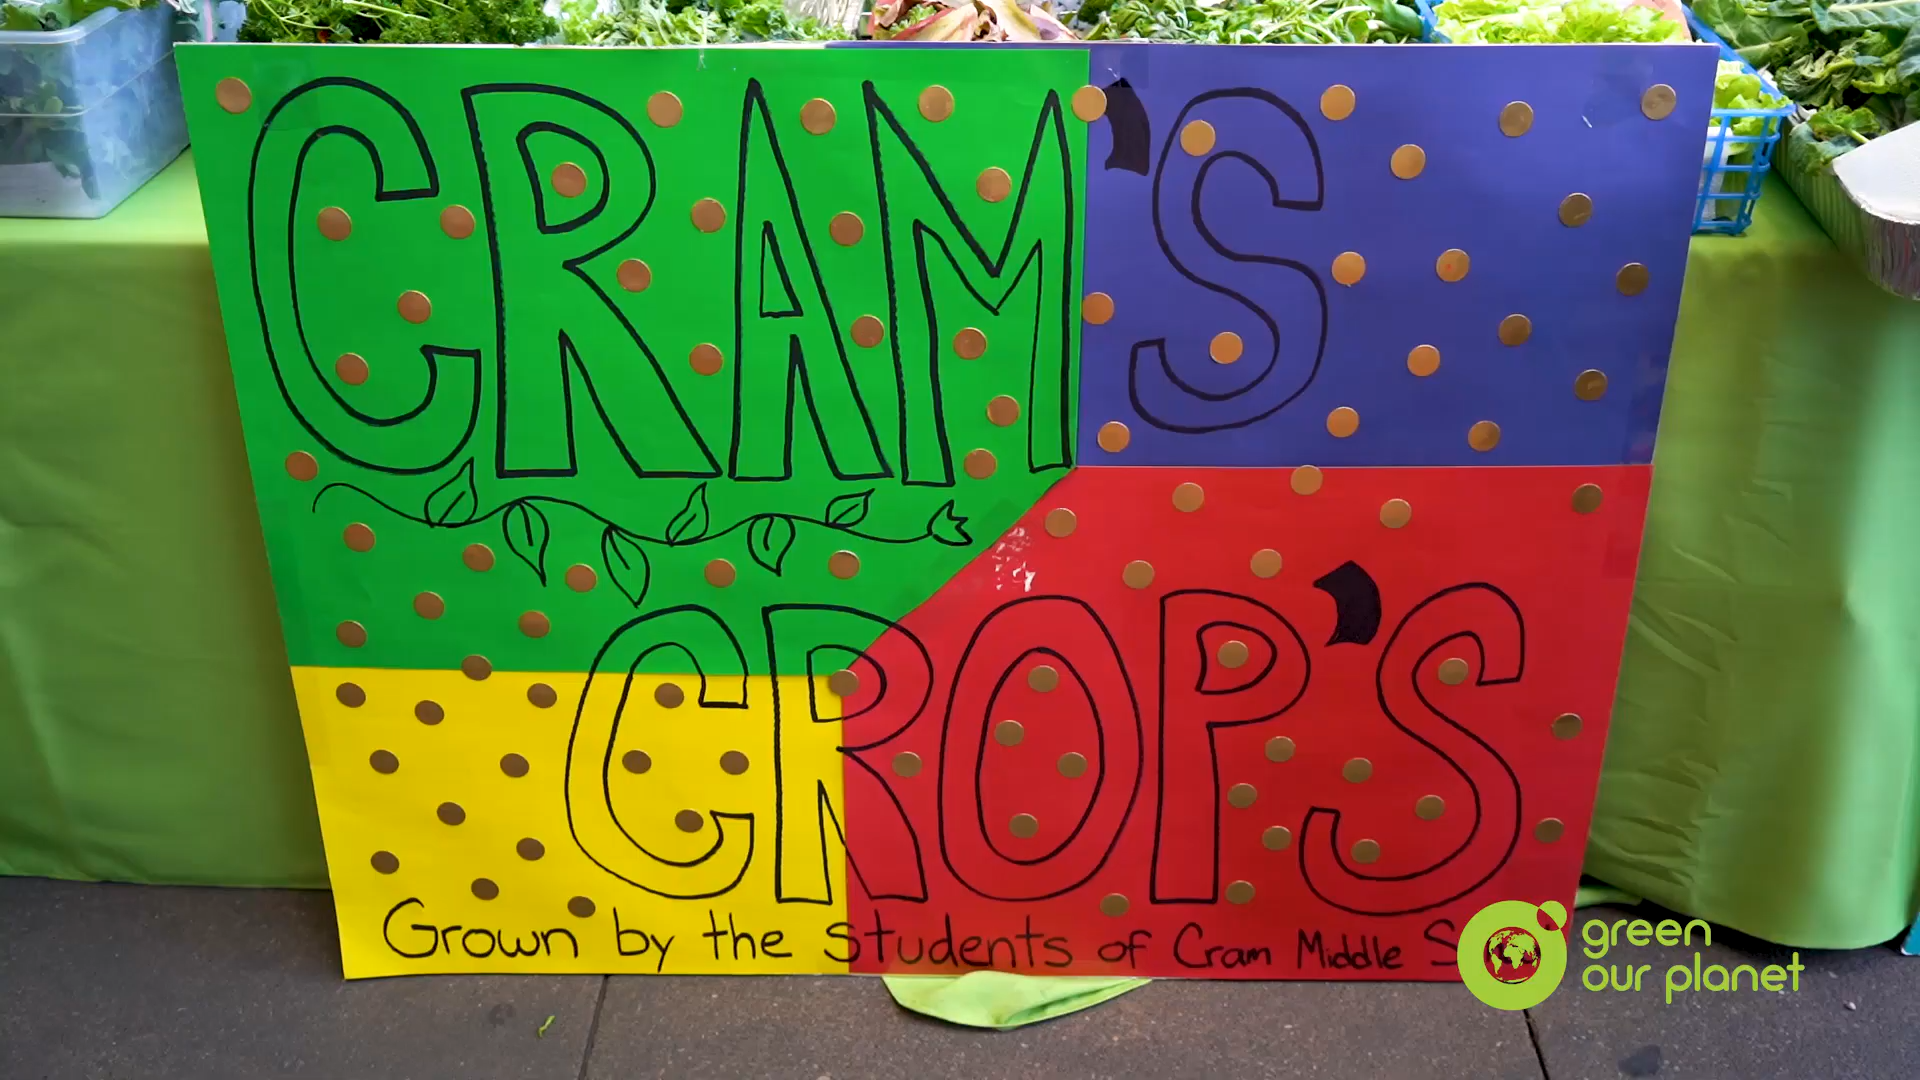 CRAM'S
CROP'S
Grown by the Students of Cram Middle S
green
our planet